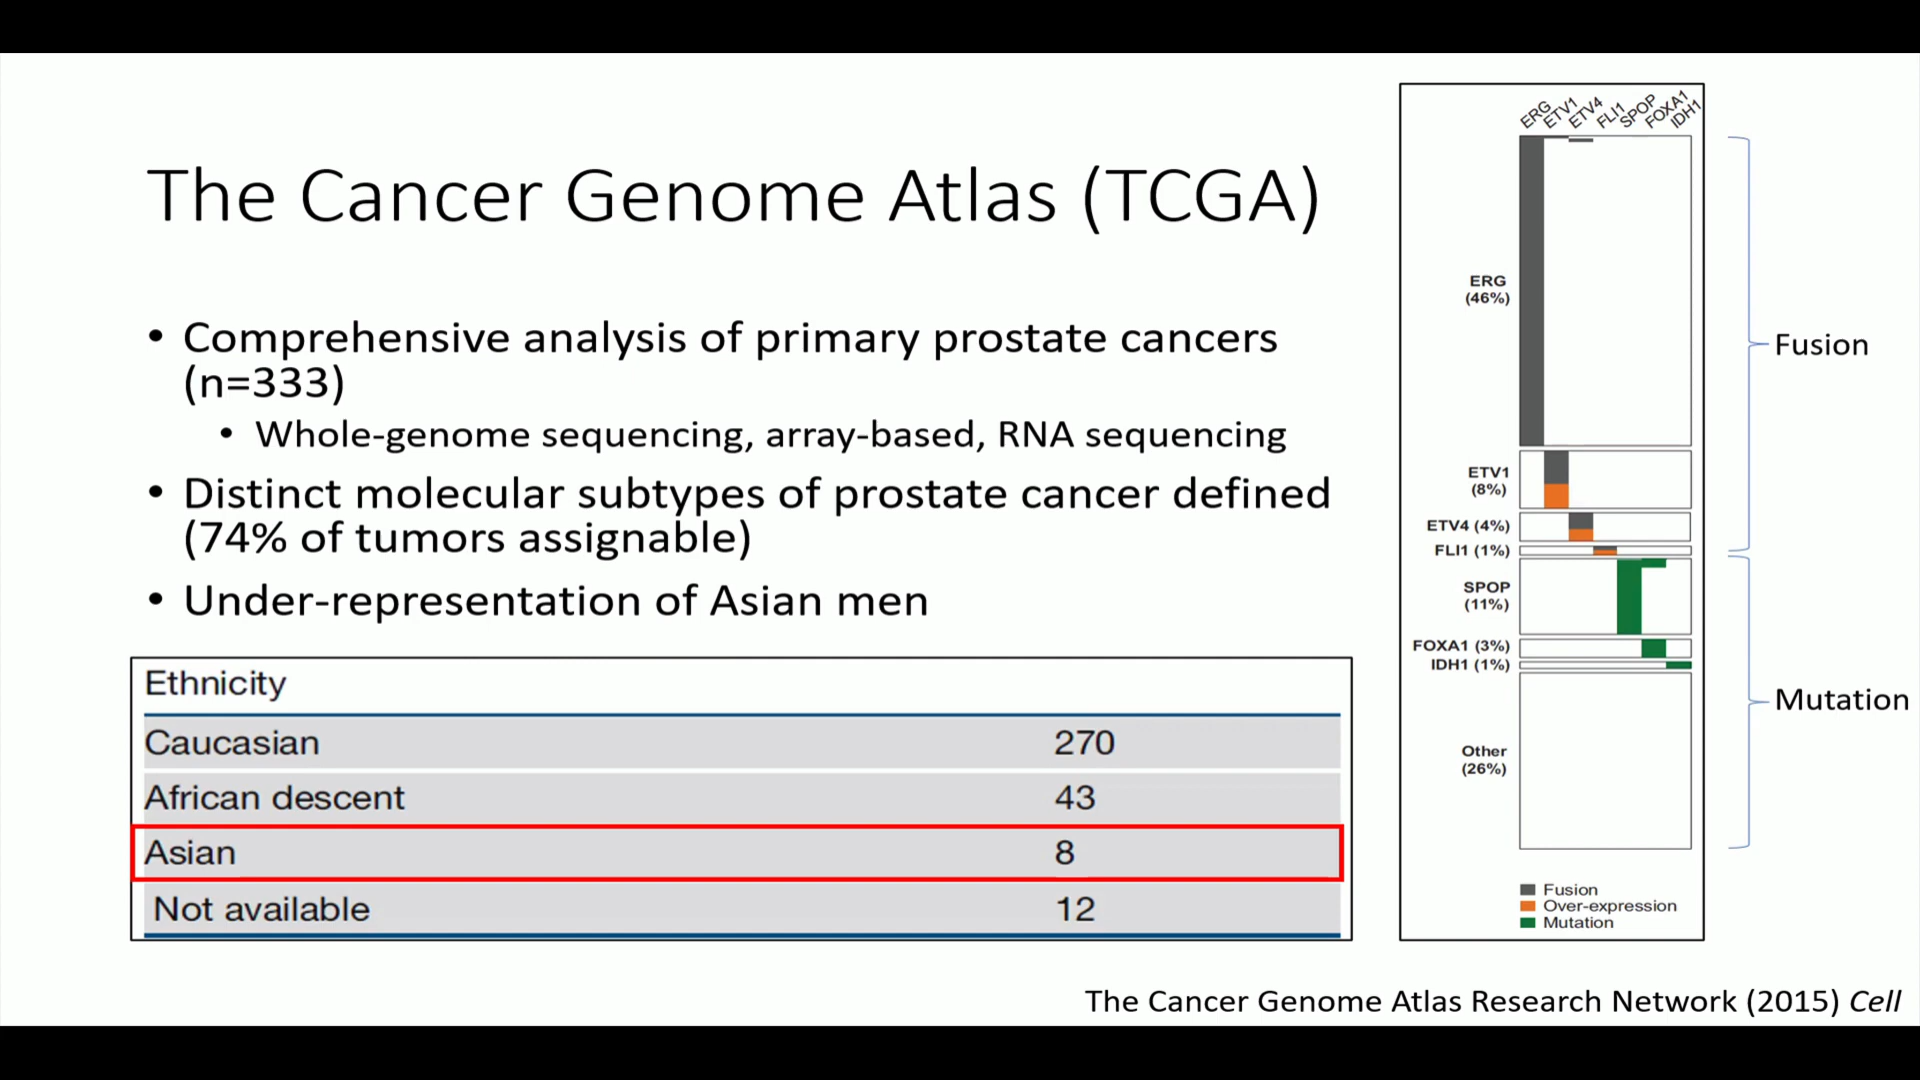 The Cancer Genome Atlas (TCGA)
• Comprehensive analysis of primary prostate cancers
(n=333)
• Whole-genome sequencing, array-based, RNA sequencing
• Distinct molecular subtypes of prostate cancer defined
(74% of tumors assignable)
• Under-representation of Asian men
Ethnicity
Caucasian 270
African descent 43
Asian 8
Not available 12
ERG ETV1 ETV4 FLI1 SPOP FOXA1 IDH1
ERG
(46%)
ETV1
(8%)
ETV4 (4%)
FLI1 (1%)
SPOP
(11%)
FOXA1 (3%)
IDH1 (1%)
Other
(26%)
Fusion
Over-expression
Mutation
Fusion
Mutation
The Cancer Genome Atlas Research Network (2015) Cell